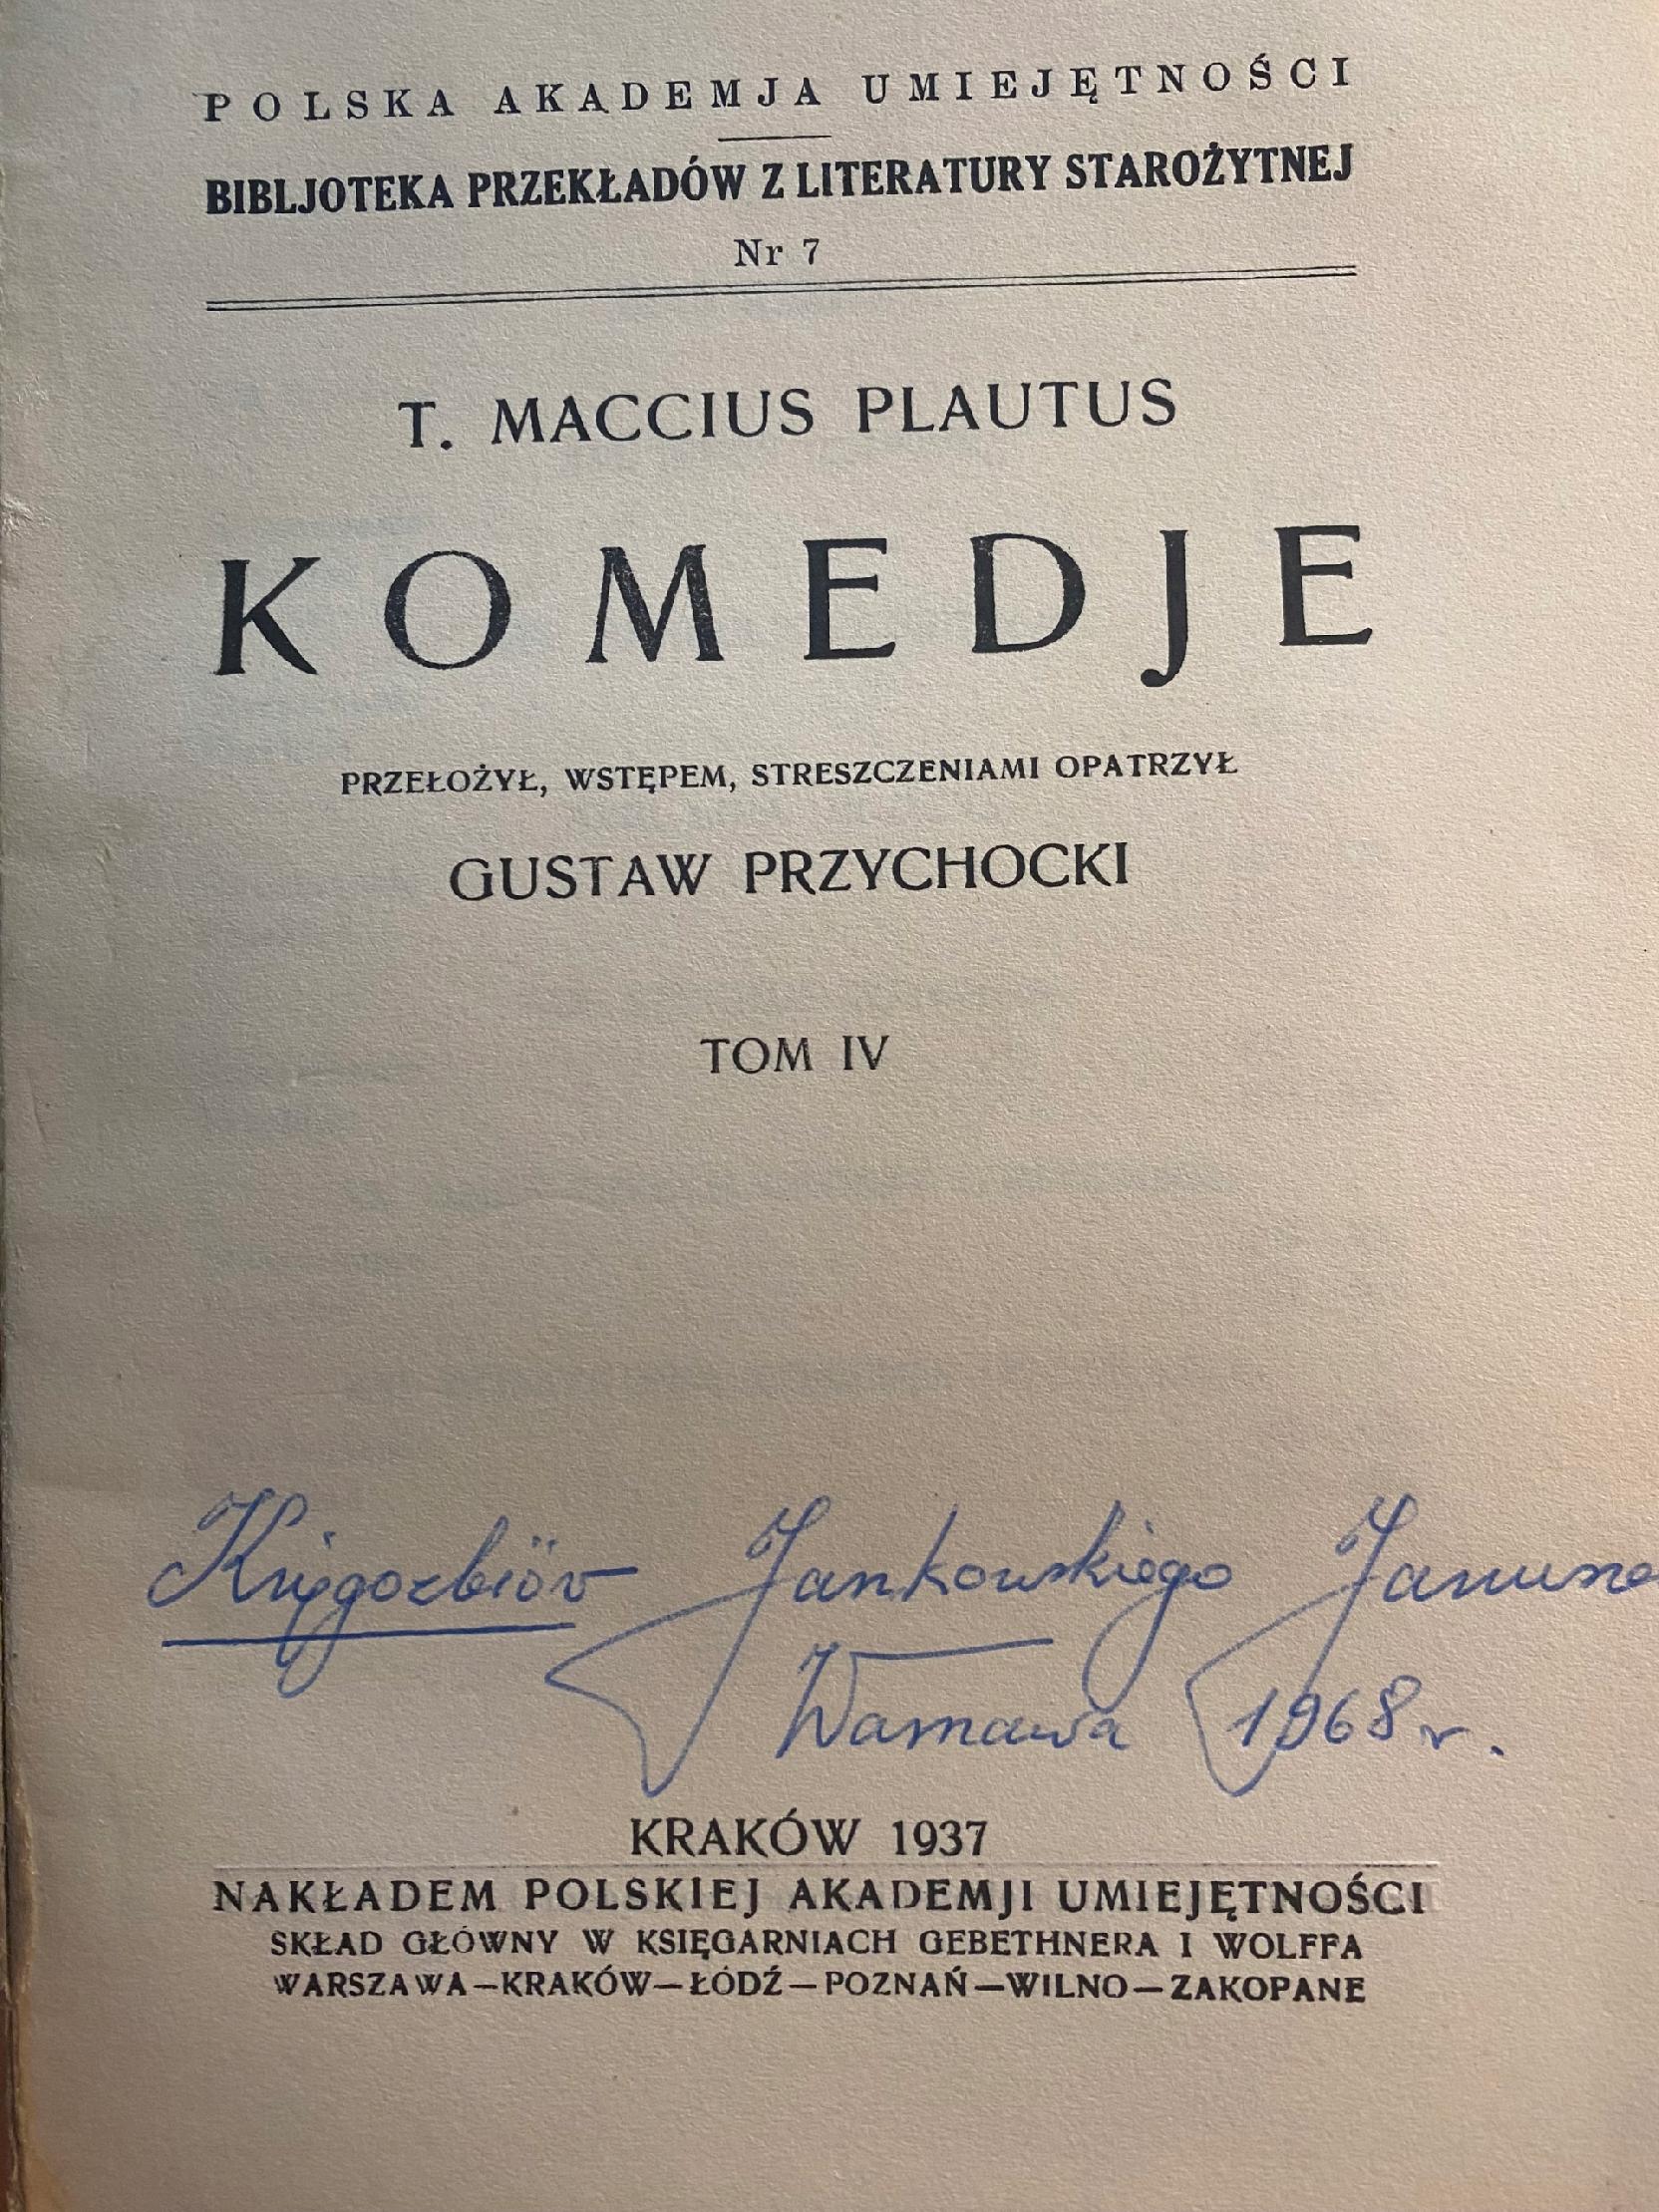 POLSKA AKADEMJA UMIEJĘTNOŚCI
BIBLJOTEKA PRZEKŁADÓW Z LITERATURY STAROŻYTNEJ
Nr 7
T. MACCIUS PLAUTUS
KOMEDJE
PRZEŁOŻYŁ, WSTĘPEM, STRESZCZENIAMI OPATRZYŁ
GUSTAW PRZYCHOCKI
TOM IV
Księgozbiór Jankowskiego Janusza
Warszawa 1968 r.
KRAKÓW 1937
NAKŁADEM POLSKIEJ AKADEMJI UMIEJĘTNOŚCI
SKŁAD GŁÓWNY W KSIĘGARNIACH GEBETHNERA I WOLFFA
WARSZAWA—KRAKÓW—ŁÓDŹ—POZNAŃ—WILNO—ZAKOPANE